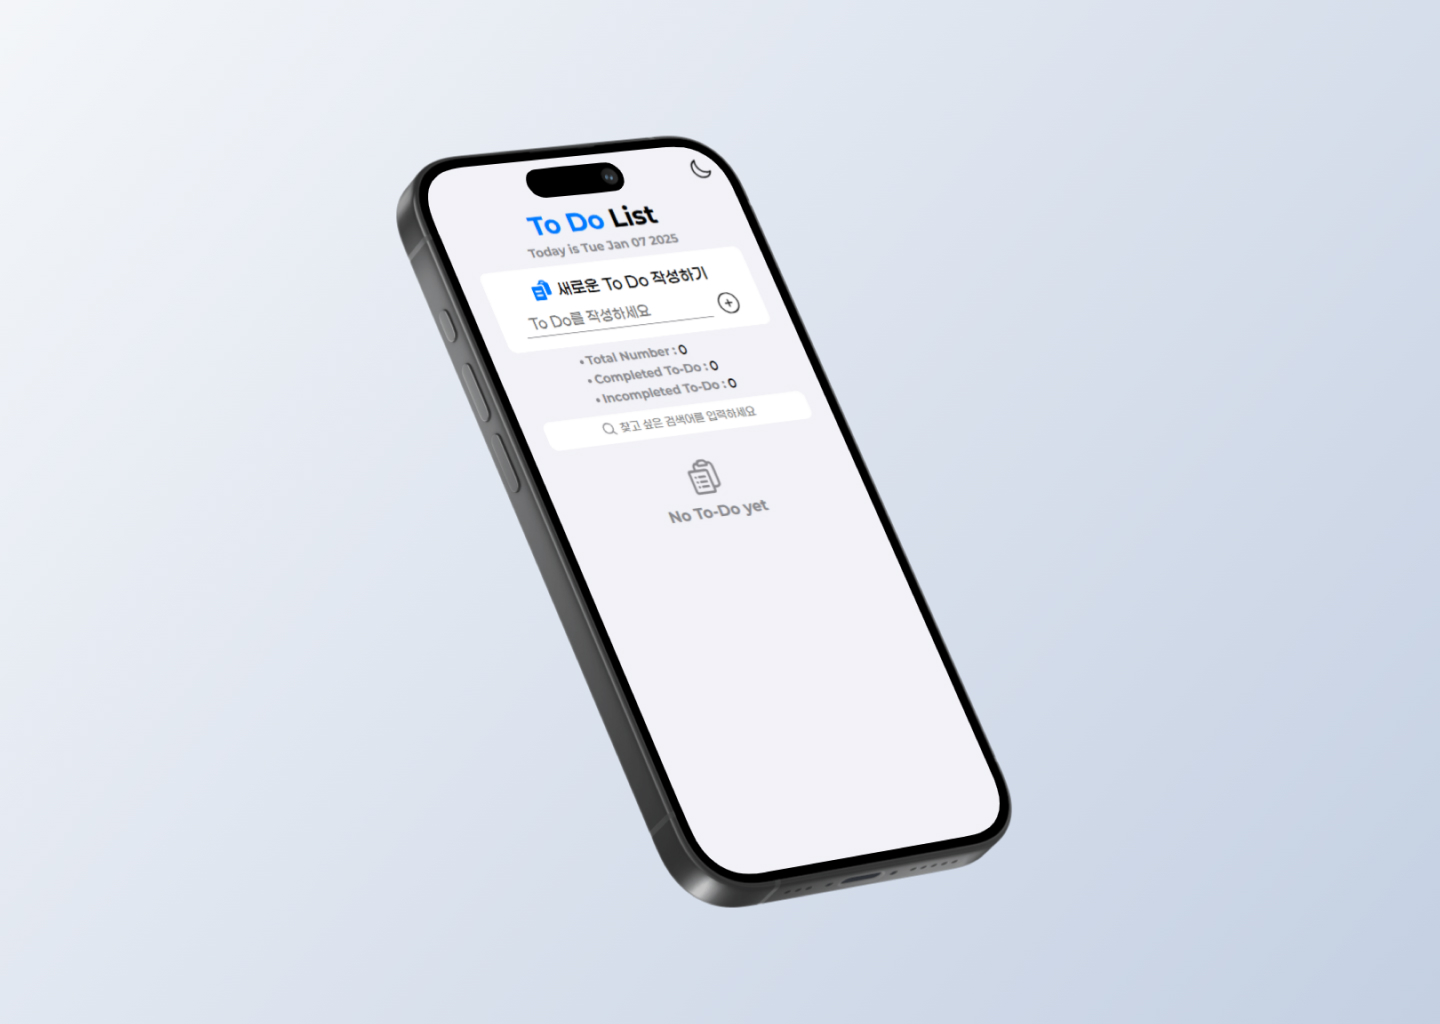 To Do List
Today is Tue Jan 07 2025
새로운 To Do 작성하기
To Do를 작성하세요
• Total Number : 0
• Completed To-Do : 0
• Incompleted To-Do : 0
찾고 싶은 검색어를 입력하세요
No To-Do yet